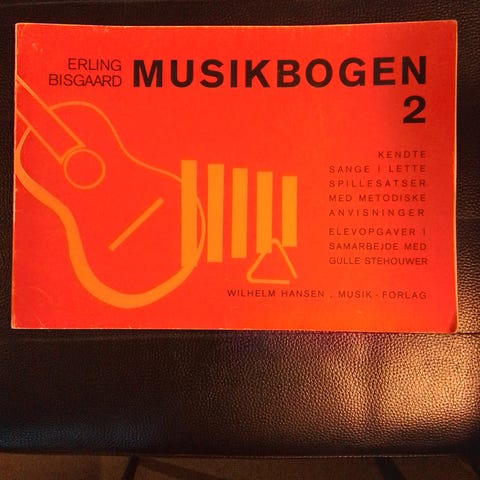 ERLING
BISGAARD
MUSIKBOGEN
2
KENDTE
SANGE I LETTE
SPILLESATSER
MED METODISKE
ANVISNINGER
ELEVOPGAVER I
SAMARBEJDE MED
GULLE STEHOUWER
WILHELM HANSEN . MUSIK - FORLAG